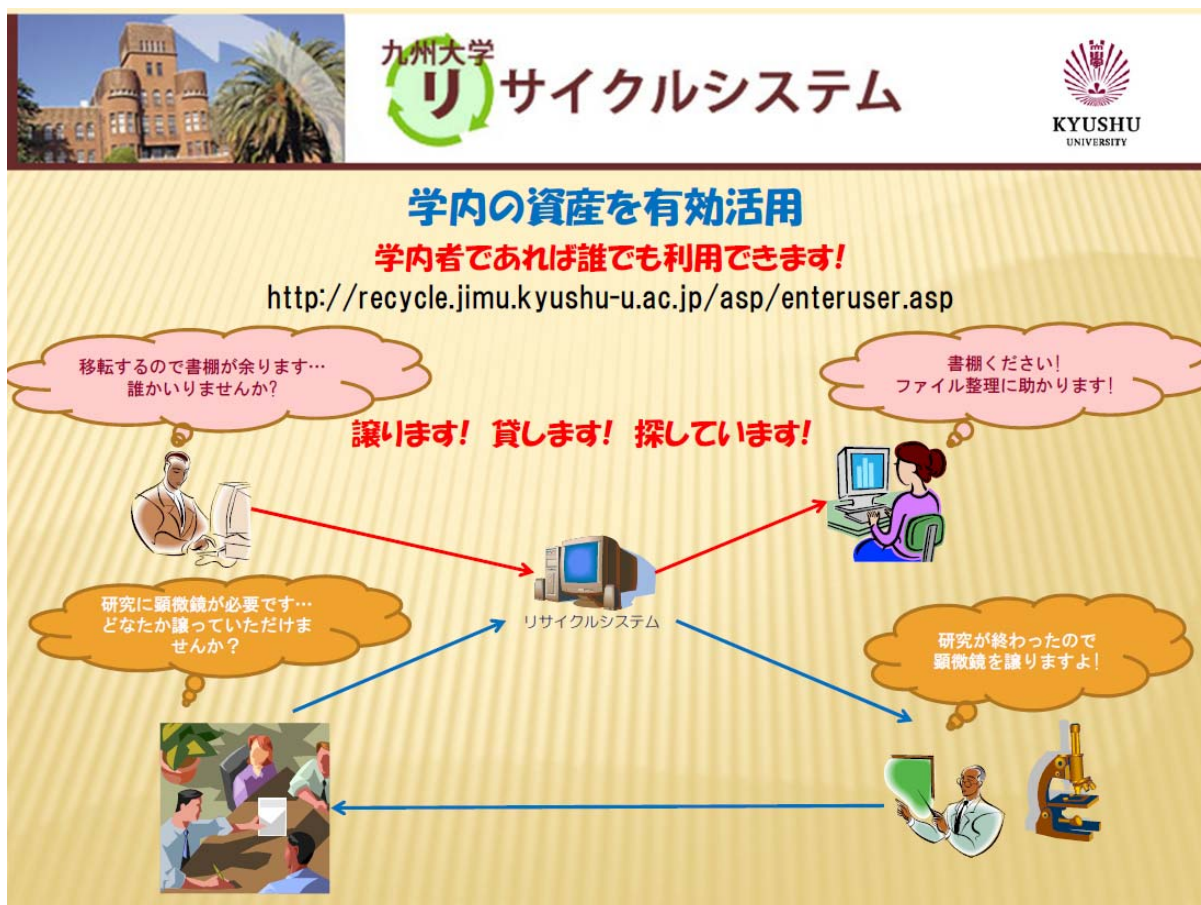 九州大学
リサイクルシステム
KYUSHU
UNIVERSITY
学内の資産を有効活用
学内者であれば誰でも利用できます!
http://recycle.jimu.kyushu-u.ac.jp/asp/enteruser.asp
移転するので書棚が余ります…
誰かいりませんか?
書棚ください!
ファイル整理に助かります!
譲ります! 貸します! 探しています!
リサイクルシステム
研究に顕微鏡が必要です…
どなたか譲っていただけま
せんか？
研究が終わったので
顕微鏡を譲りますよ!